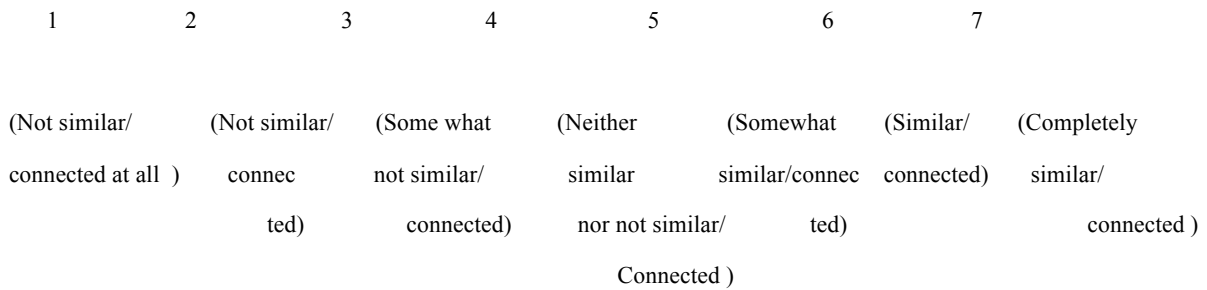 1 2 3 4 5 6 7
(Not similar/ (Not similar/ (Some what (Neither (Somewhat (Similar/ (Completely
connected at all ) connec not similar/ similar similar/connec connected) similar/
ted) connected) nor not similar/ ted) connected )
Connected )